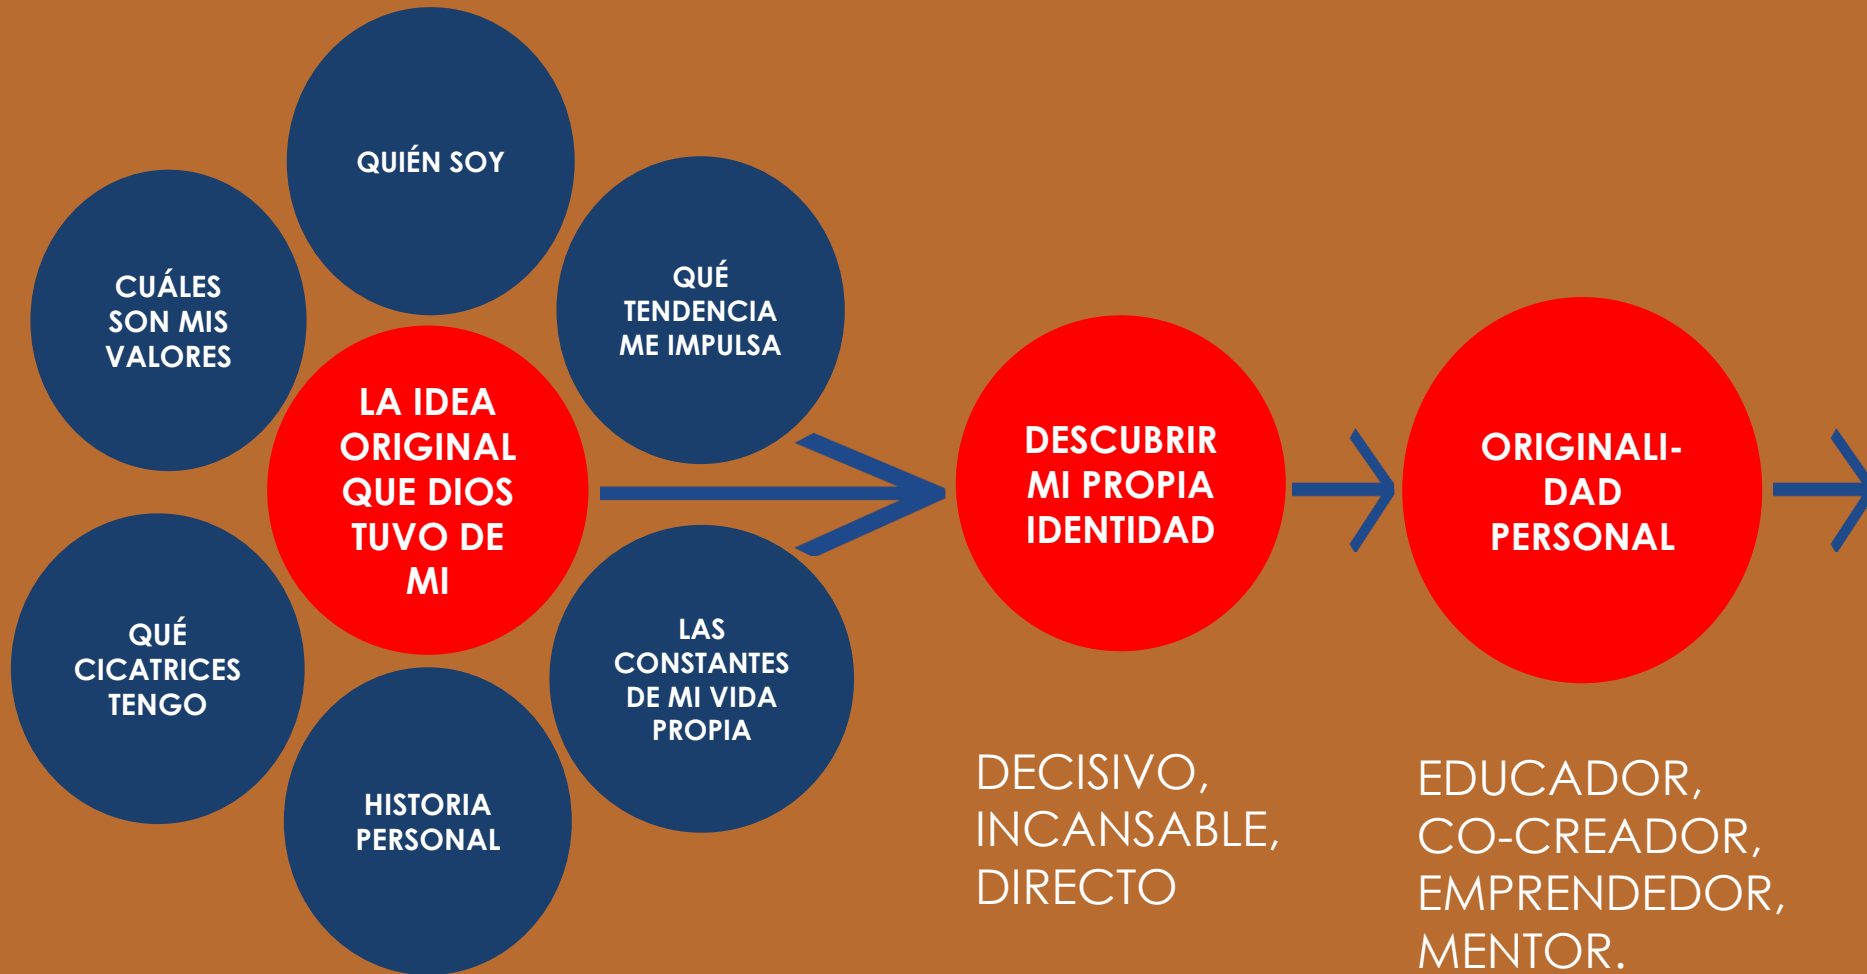 QUIÉN SOY
CUÁLES
SON MIS
VALORES
QUÉ
TENDENCIA
ME IMPULSA
LA IDEA
ORIGINAL
QUE DIOS
TUVO DE
MI
QUÉ
CICATRICES
TENGO
LAS
CONSTANTES
DE MI VIDA
PROPIA
HISTORIA
PERSONAL
DESCUBRIR
MI PROPIA
IDENTIDAD
DECISIVO,
INCANSABLE,
DIRECTO
ORIGINALI-
DAD
PERSONAL
EDUCADOR,
CO-CREADOR,
EMPRENDEDOR,
MENTOR.